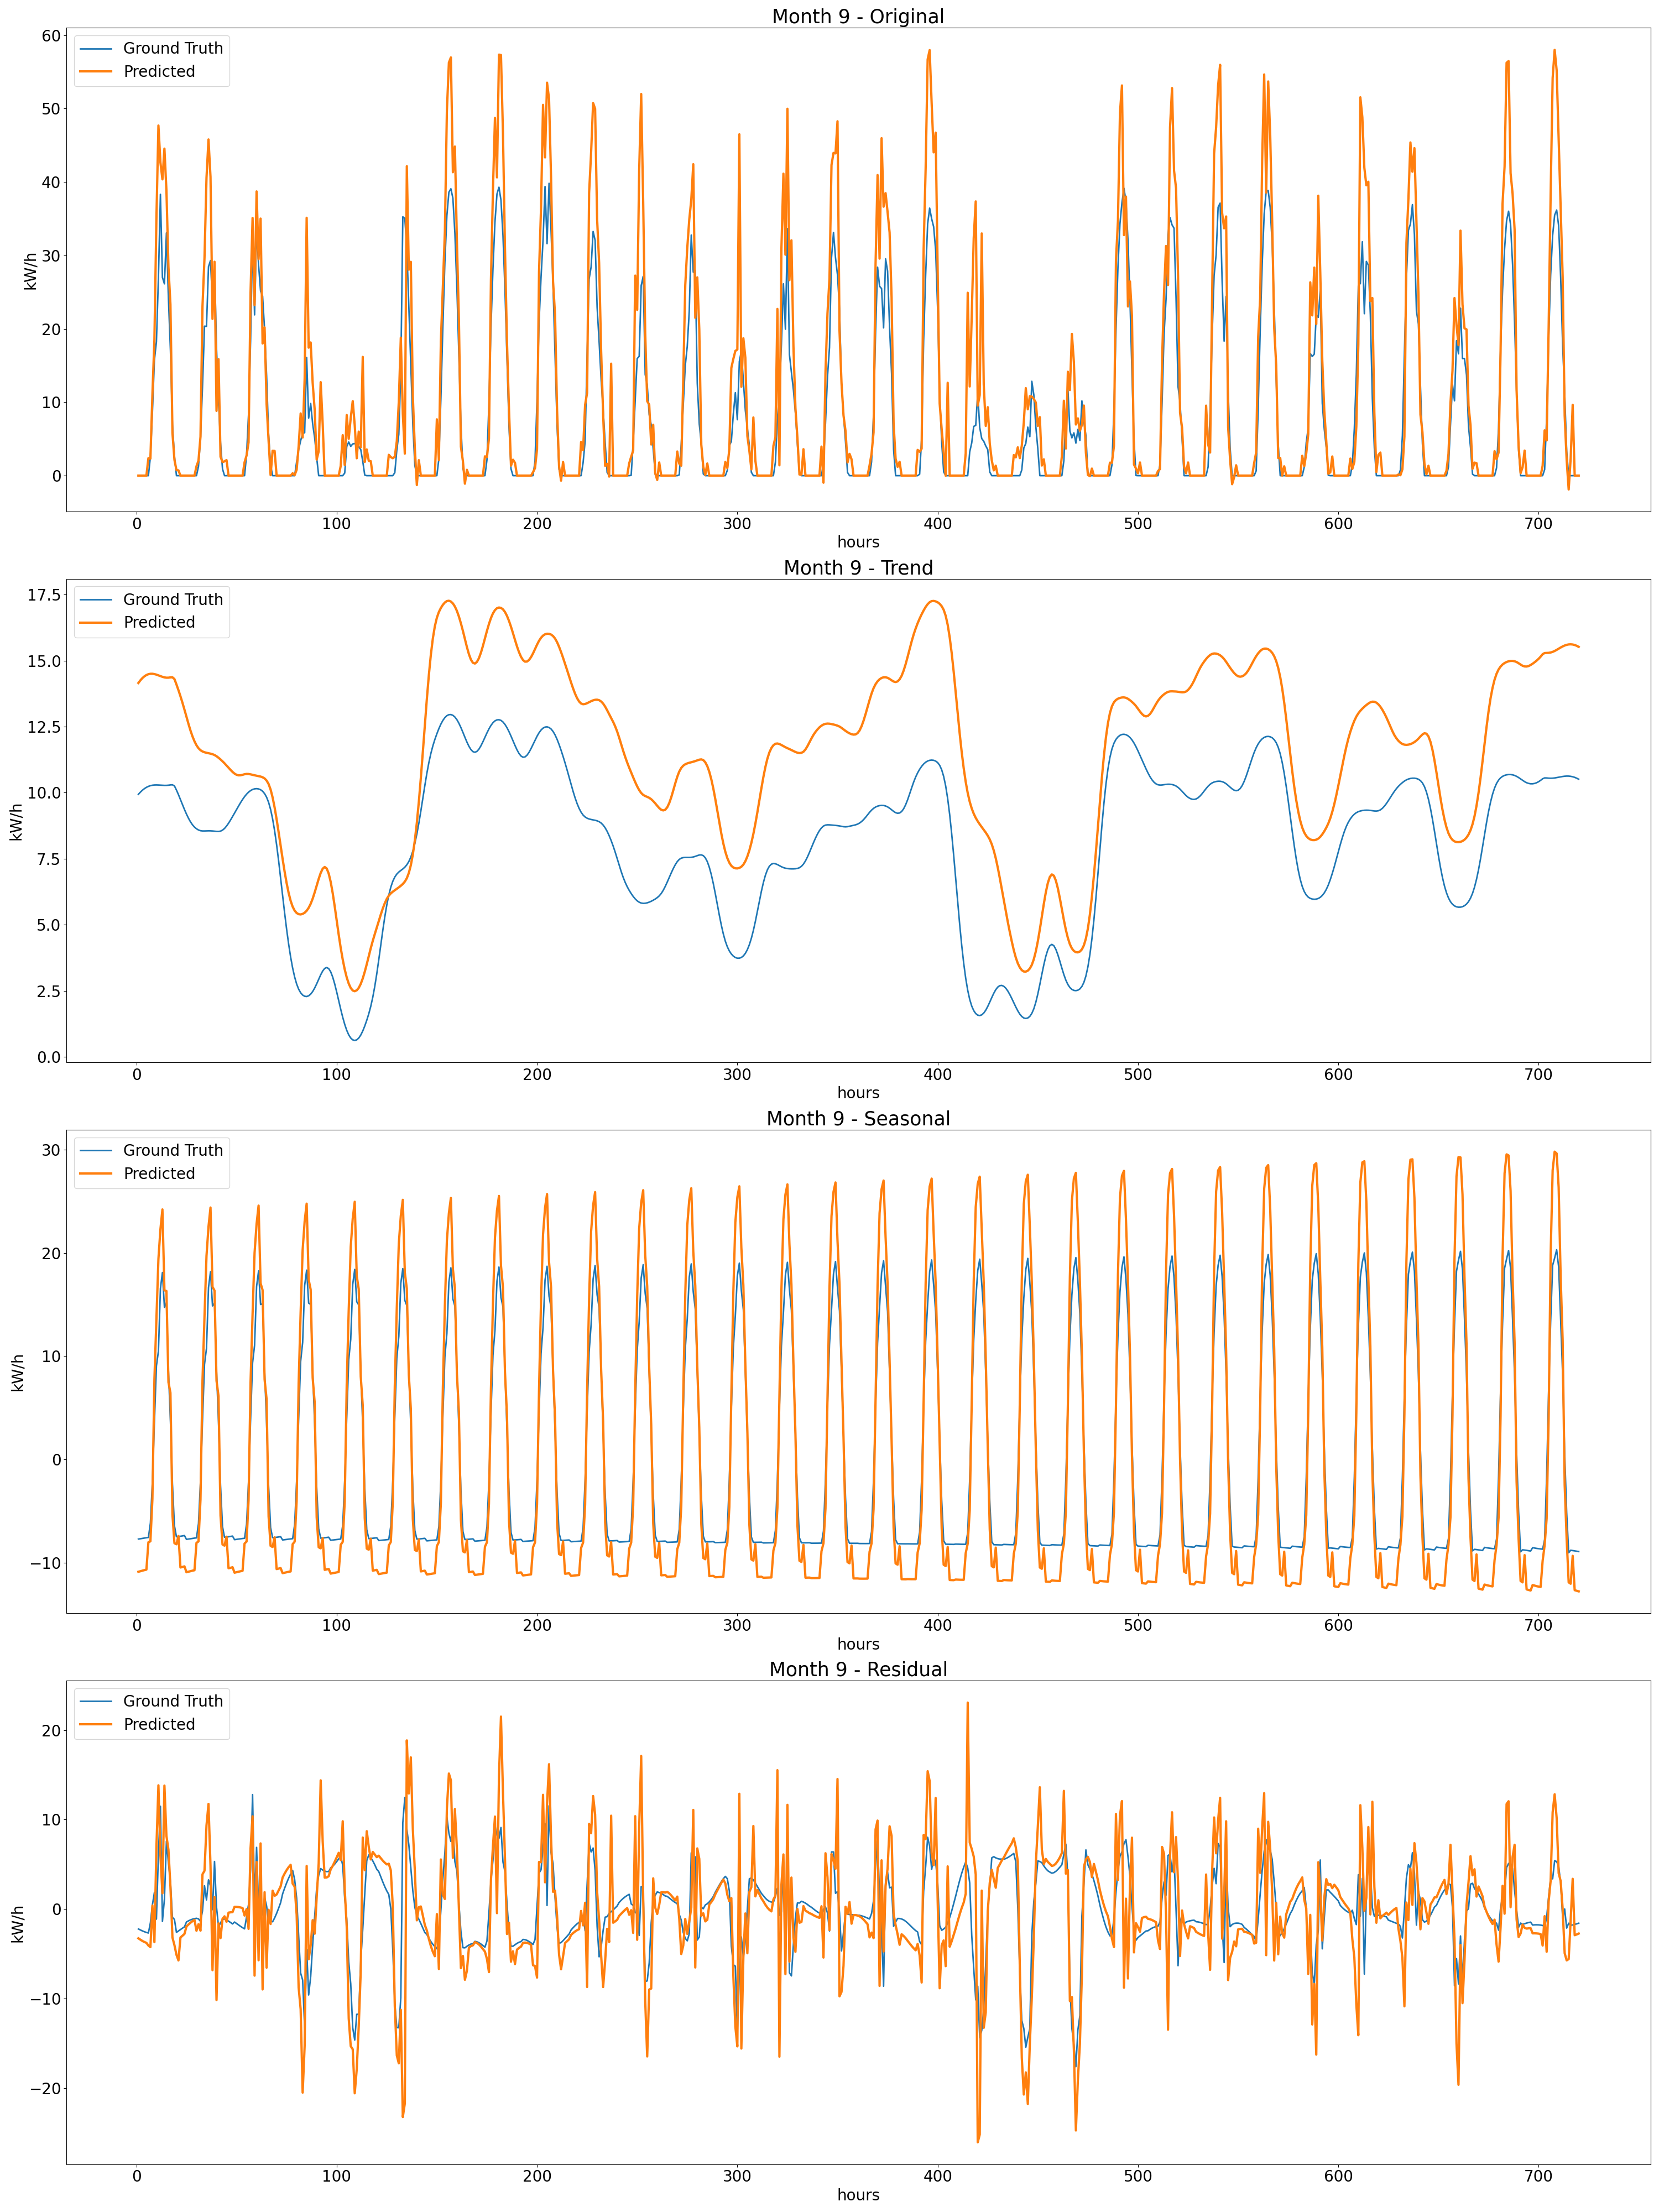 Month 9 - Original
Ground Truth
Predicted
60
50
40
30
20
10
0
kW/h
0 100 200 300 400 500 600 700
hours
Month 9 - Trend
Ground Truth
Predicted
17.5
15.0
12.5
10.0
7.5
5.0
2.5
0.0
kW/h
0 100 200 300 400 500 600 700
hours
Month 9 - Seasonal
Ground Truth
Predicted
30
20
10
0
−10
kW/h
0 100 200 300 400 500 600 700
hours
Month 9 - Residual
Ground Truth
Predicted
20
10
0
−10
−20
kW/h
0 100 200 300 400 500 600 700
hours